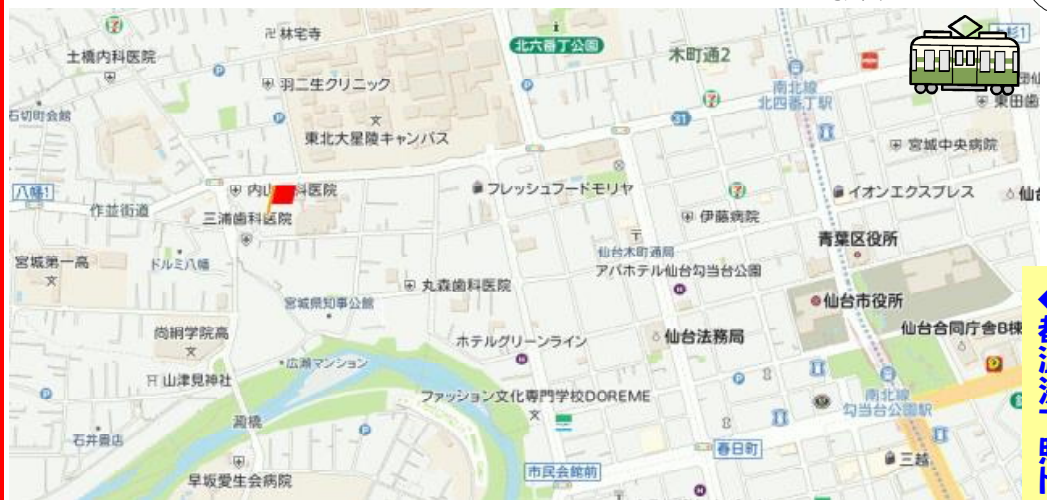 卍 林宅寺
北六番丁公園
木町通2
土橋内科医院
羽二生クリニック
南北線
北四番丁駅
東田歯
石切町会館
31
文
東北大星陵キャンパス
宮城中央病院
八幡1
内山
科医院
フレッシュフードモリヤ
イオンエクスプレス
仙台
作並街道
三浦歯科医院
伊藤病院
青葉区役所
仙台木町通局
宮城第一高
文
ドルミ八幡
アパホテル仙台勾当台公園
丸森歯科医院
宮城県知事公館
仙台市役所
尚絅学院高
文
ホテルグリーンライン
仙台法務局
仙台合同庁舎B棟
広瀬マンション
山津見神社
ファッション文化専門学校DOREME
文
南北線
勾当台公園駅
澱橋
石井畳店
春日町
三越
早坂愛生会病院
市民会館前